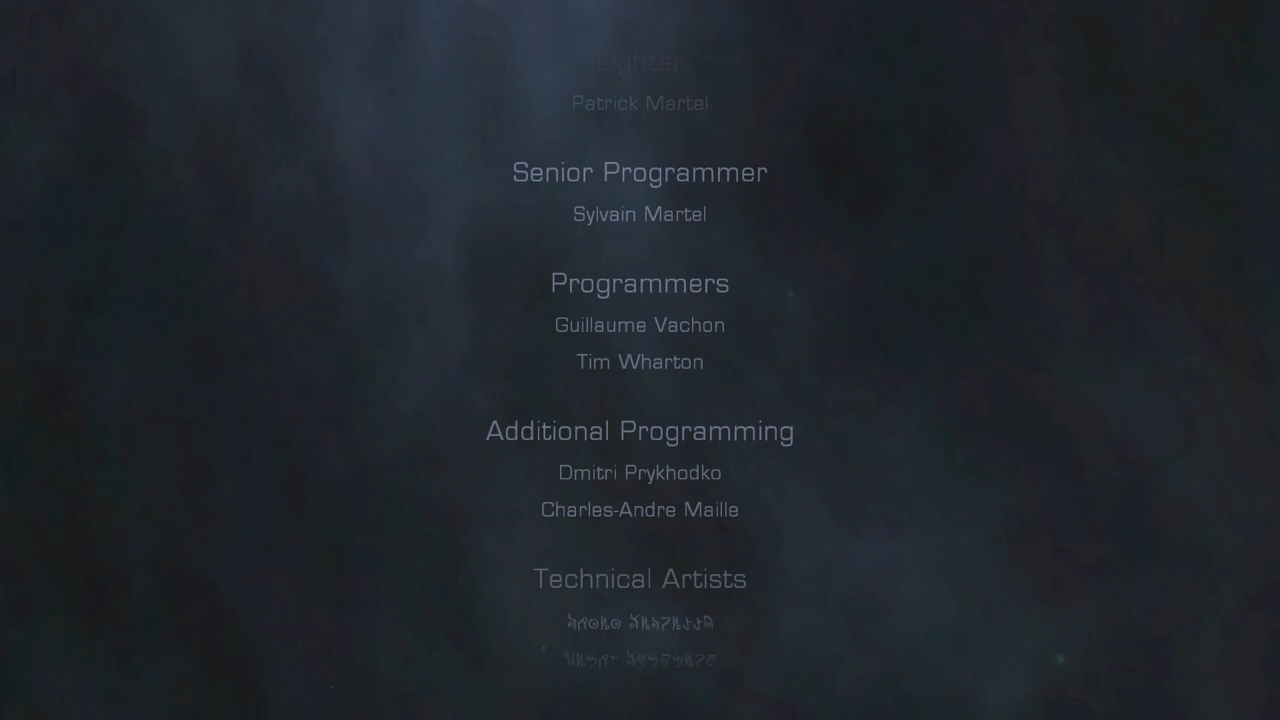 Lighter
Patrick Martel
Senior Programmer
Sylvain Martel
Programmers
Guillaume Vachon
Tim Wharton
Additional Programming
Dmitri Prykhodko
Charles-Andre Maille
Technical Artists